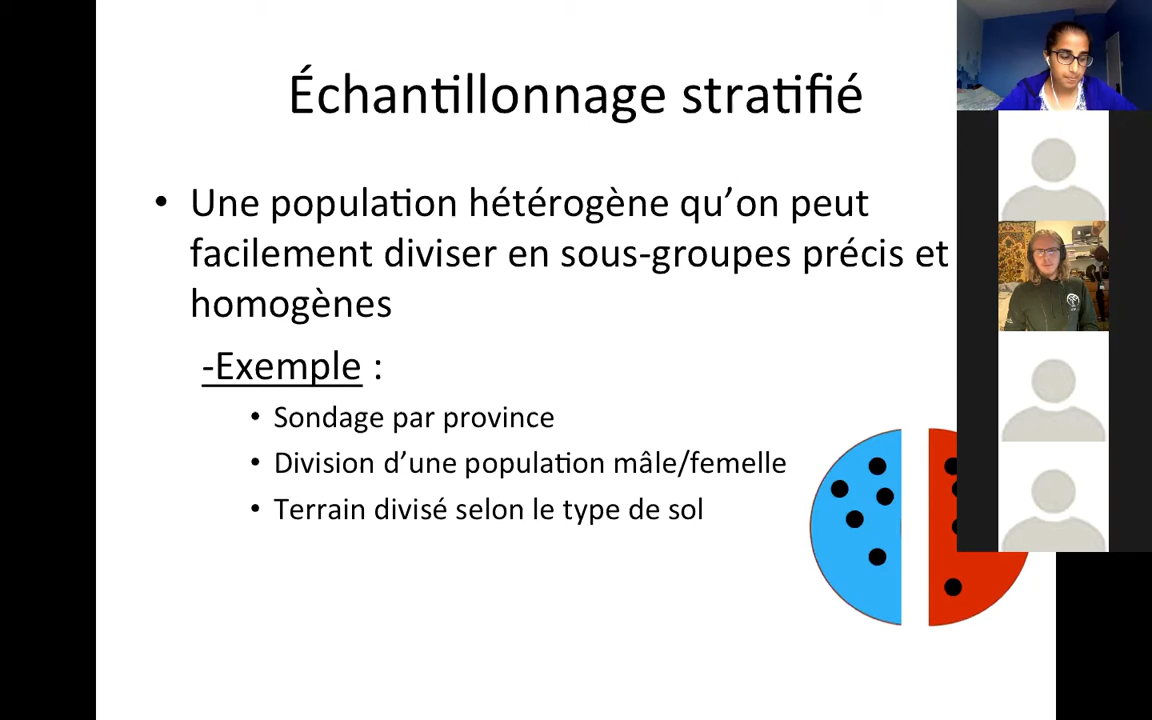 Échantillonnage stratifié
• Une population hétérogène qu’on peut
facilement diviser en sous-groupes précis et
homogènes
-Exemple :
• Sondage par province
• Division d’une population mâle/femelle
• Terrain divisé selon le type de sol